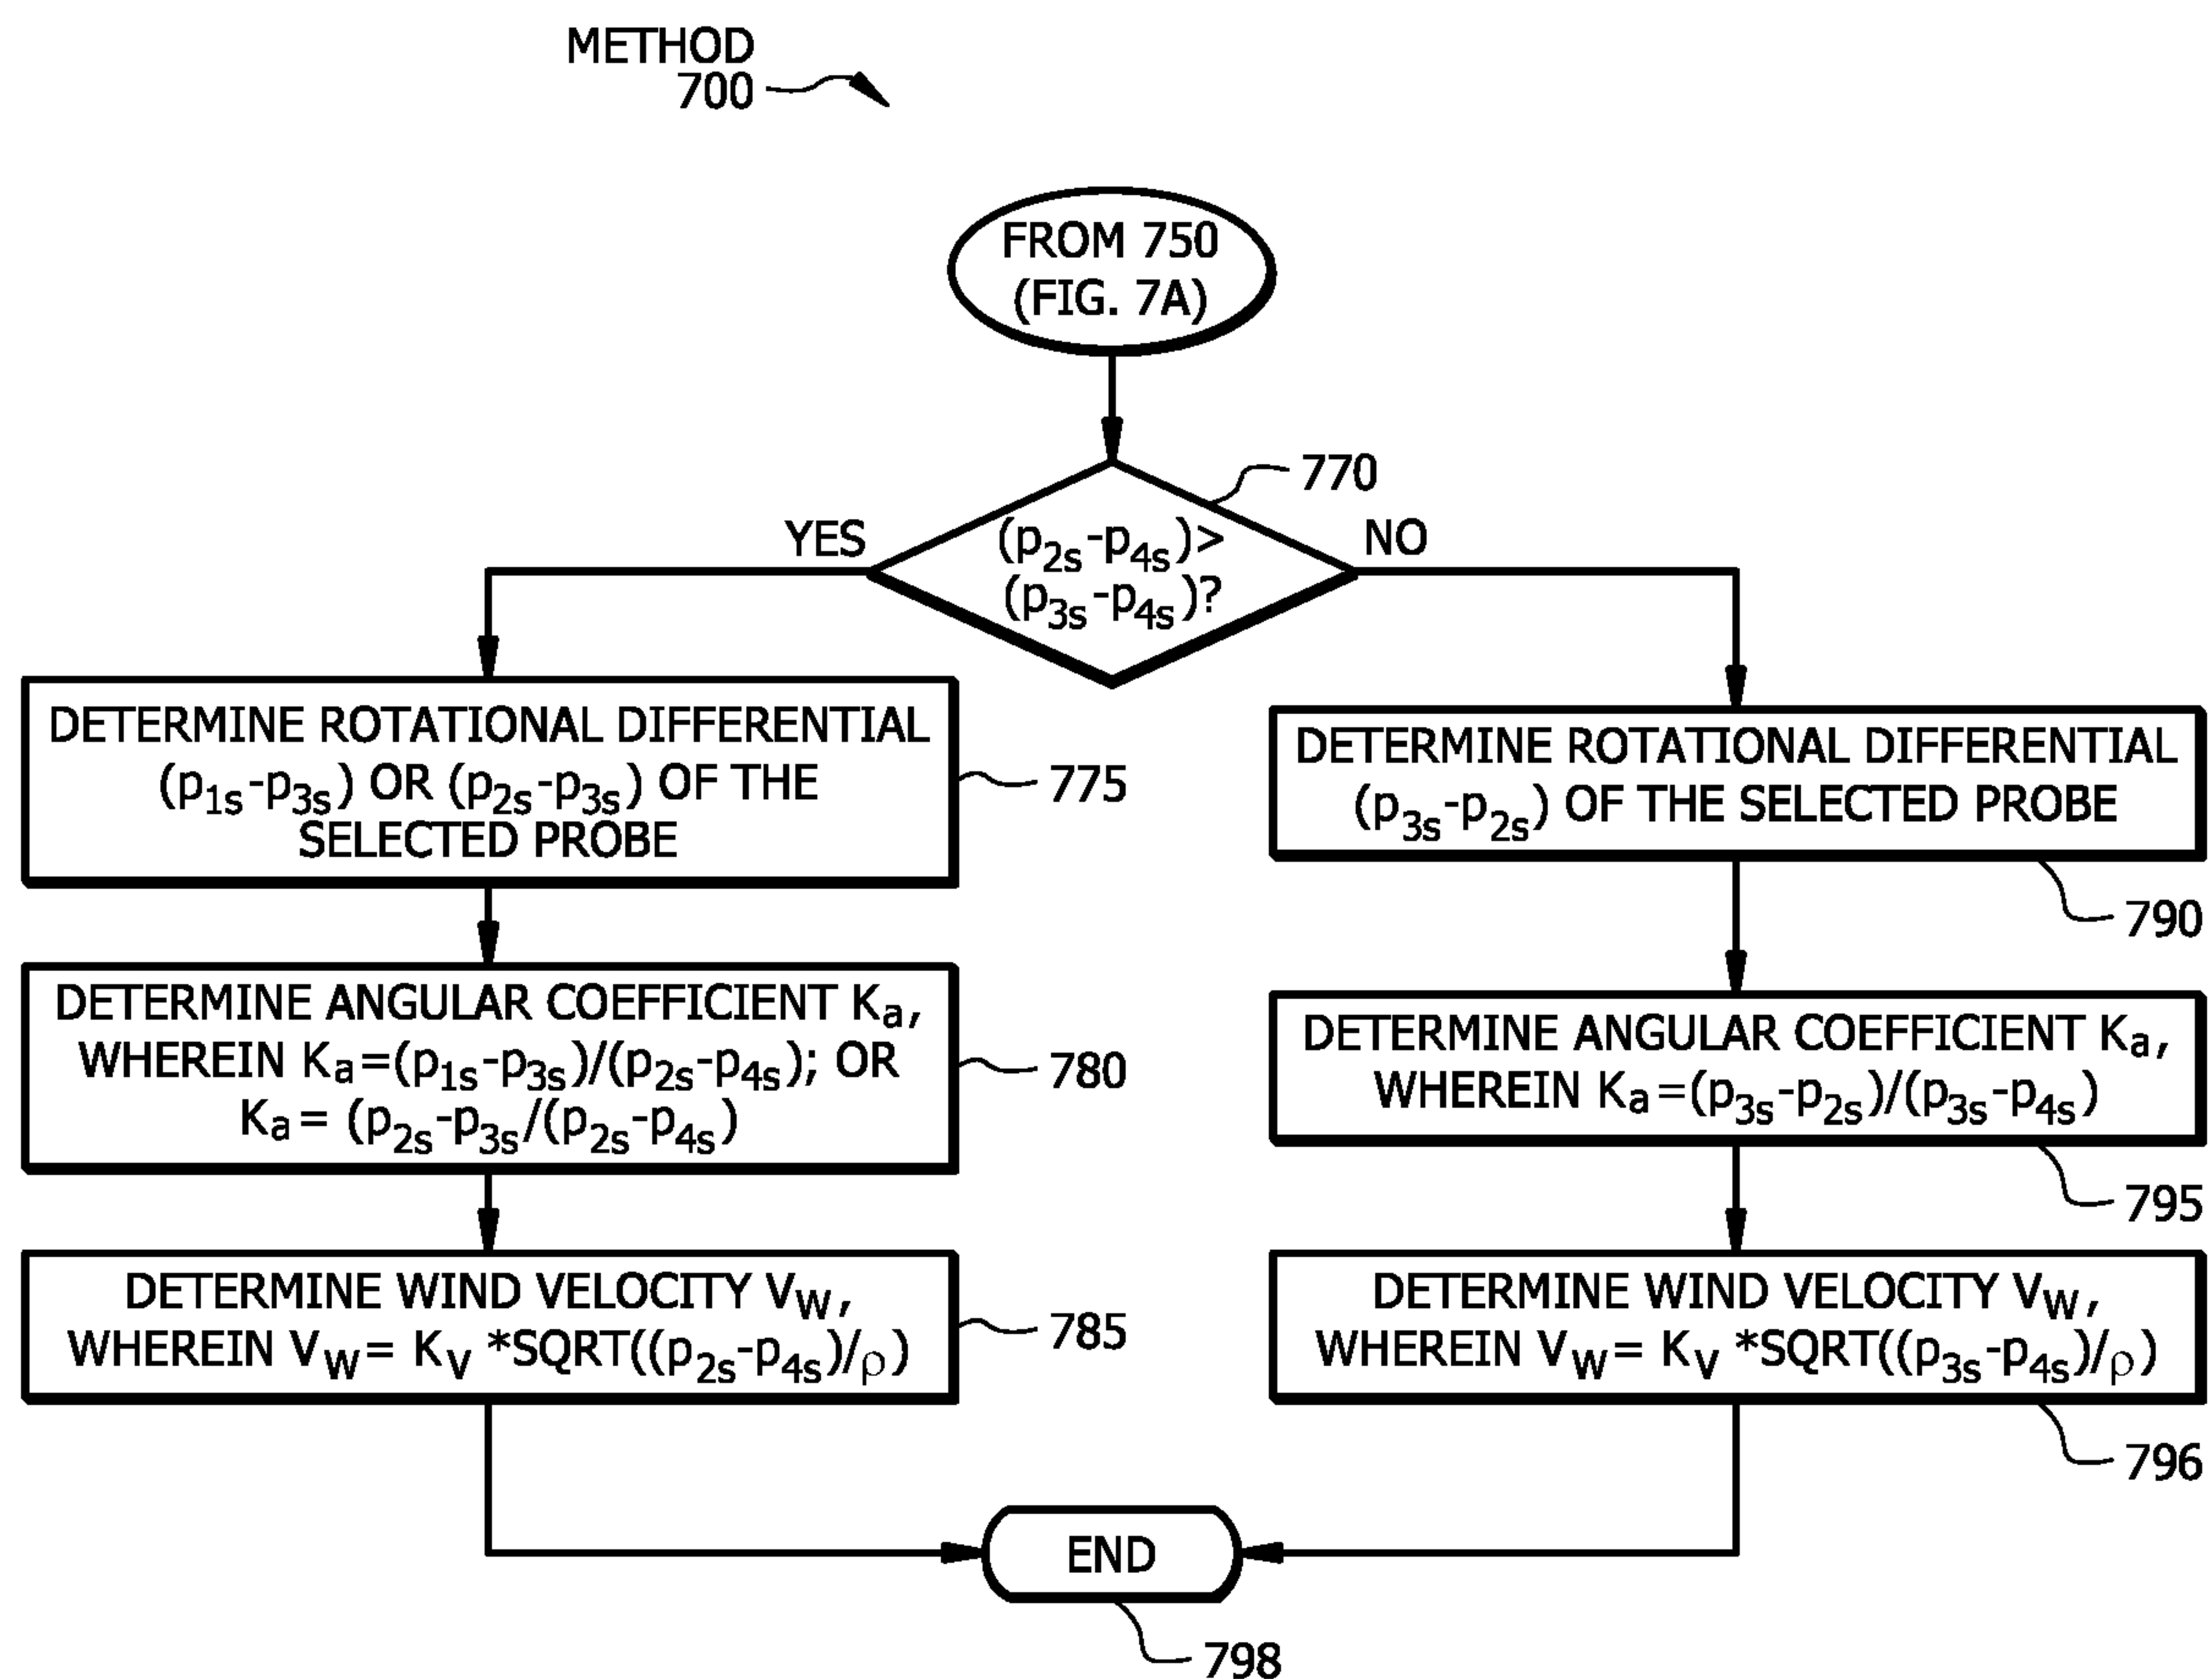 METHOD
700
FROM 750
(FIG. 7A)
770
YES
(p2s-p4s)>
(p3s-p4s)?
NO
DETERMINE ROTATIONAL DIFFERENTIAL
(p1s-p3s) OR (p2s-p3s) OF THE
SELECTED PROBE
775
DETERMINE ROTATIONAL DIFFERENTIAL
(p3s-p2s) OF THE SELECTED PROBE
790
DETERMINE ANGULAR COEFFICIENT Ka,
WHEREIN Ka=(p1s-p3s)/(p2s-p4s); OR
Ka= (p2s-p3s/(p2s-p4s)
780
DETERMINE ANGULAR COEFFICIENT Ka,
WHEREIN Ka=(p3s-p2s)/(p3s-p4s)
795
DETERMINE WIND VELOCITY VW,
WHEREIN VW= KV *SQRT((p2s-p4s)/ρ)
785
DETERMINE WIND VELOCITY VW,
WHEREIN VW= KV *SQRT((p3s-p4s)/ρ)
796
END
798